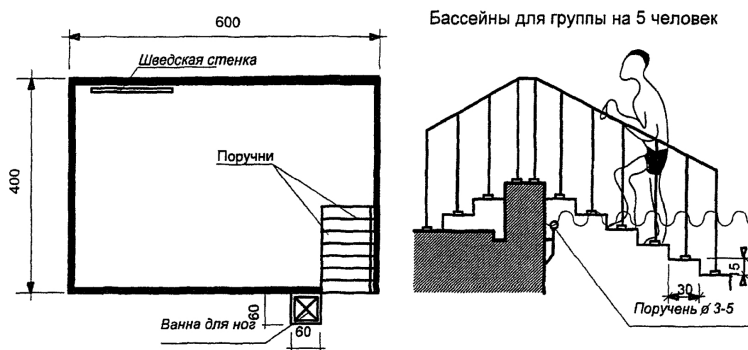 600
Бассейны для группы на 5 человек
Шведская стенка
400
Поручни
60
Ванна для ног
60
30
5
Поручень ø 3-5